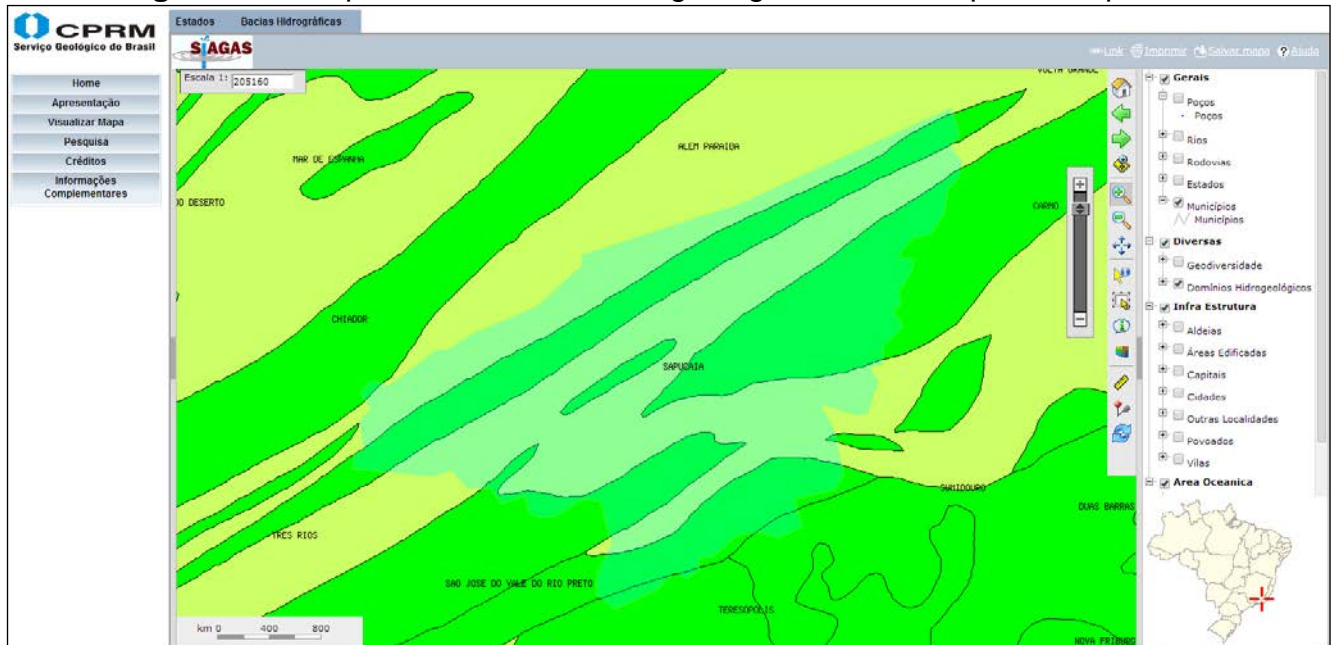 CPRM
Serviço Geológico do Brasil
Estados Bacias Hidrográficas
SIAGAS
Link Imprimir Salvar mapa ? Ajuda
Home
Apresentação
Visualizar Mapa
Pesquisa
Créditos
Informações
Complementares
Escala 1: 205160
VOLTA GRANDE
MAR DE ESPANHA
ALEM PARAIBA
O DESERTO
CARMO
CHIADOR
SAPUCAIA
SUMIDOURO
DUAS BARRAS
TRES RIOS
SAO JOSE DO VALE DO RIO PRETO
TERESOPOLIS
NOVA FRIBURG
km 0 400 800
Gerais
Poços
Poços
Rios
Rodovias
Estados
Municípios
Municípios
Diversas
Geodiversidade
Domínios Hidrogeológicos
Infra Estrutura
Aldeias
Áreas Edificadas
Capitais
Cidades
Outras Localidades
Povoados
Vilas
Area Oceanica